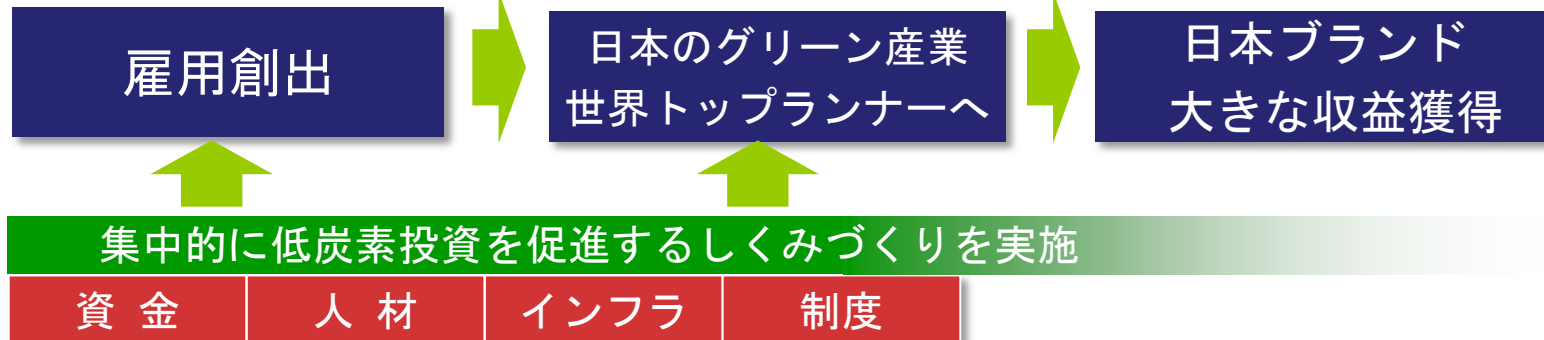 雇用創出
日本のグリーン産業
世界トップランナーへ
日本ブランド
大きな収益獲得
集中的に低炭素投資を促進するしくみづくりを実施
資 金
人 材
インフラ
制度